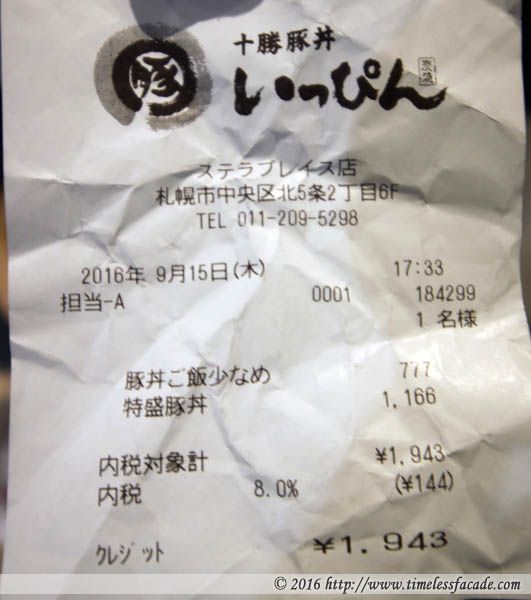 豚
十勝豚丼
いっぴん
ステラプレイス店
札幌市中央区北5条2丁目6F
TEL 011-209-5298
2016年 9月15日(木) 17:33
担当-A 0001 184299
1 名様
豚丼ご飯少なめ 777
特盛豚丼 1,166
内税対象計 ¥1,943
内税 8.0% (¥144)
クレジット ¥1,943
© 2016 http://www.timelessfacade.com